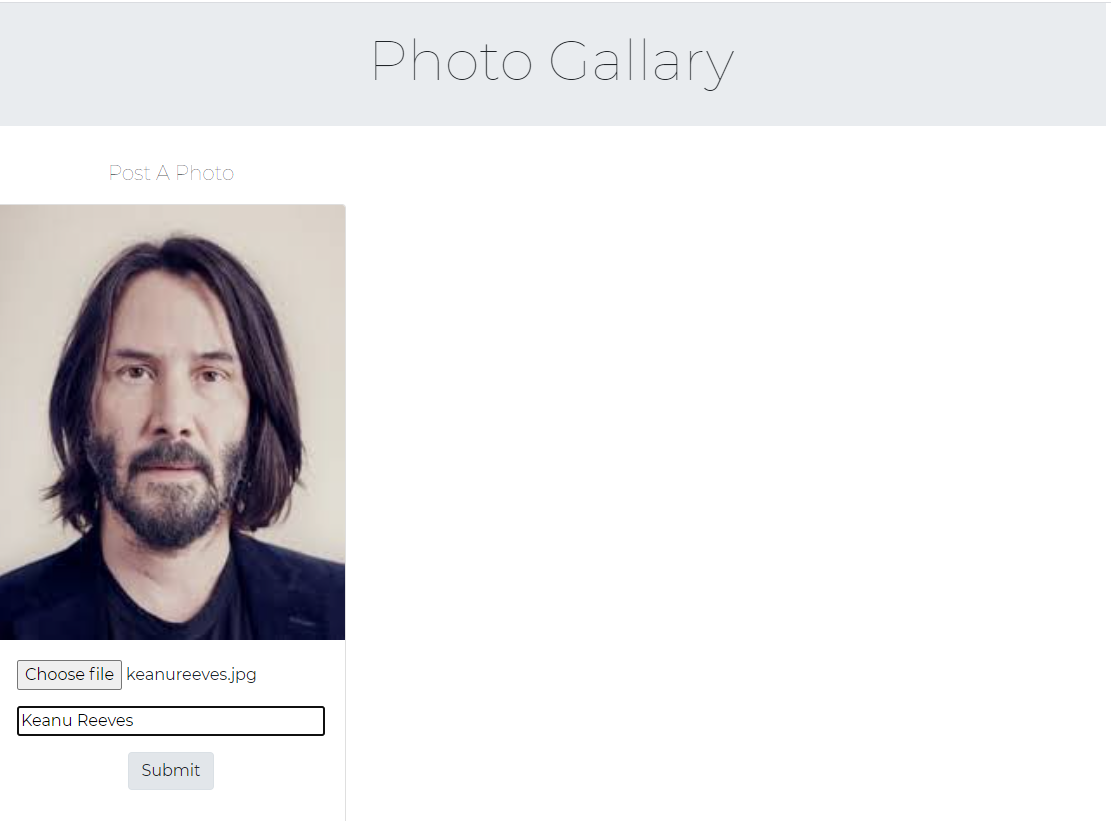 Photo Gallary
Post A Photo
Choose file keanureeves.jpg
Keanu Reeves
Submit